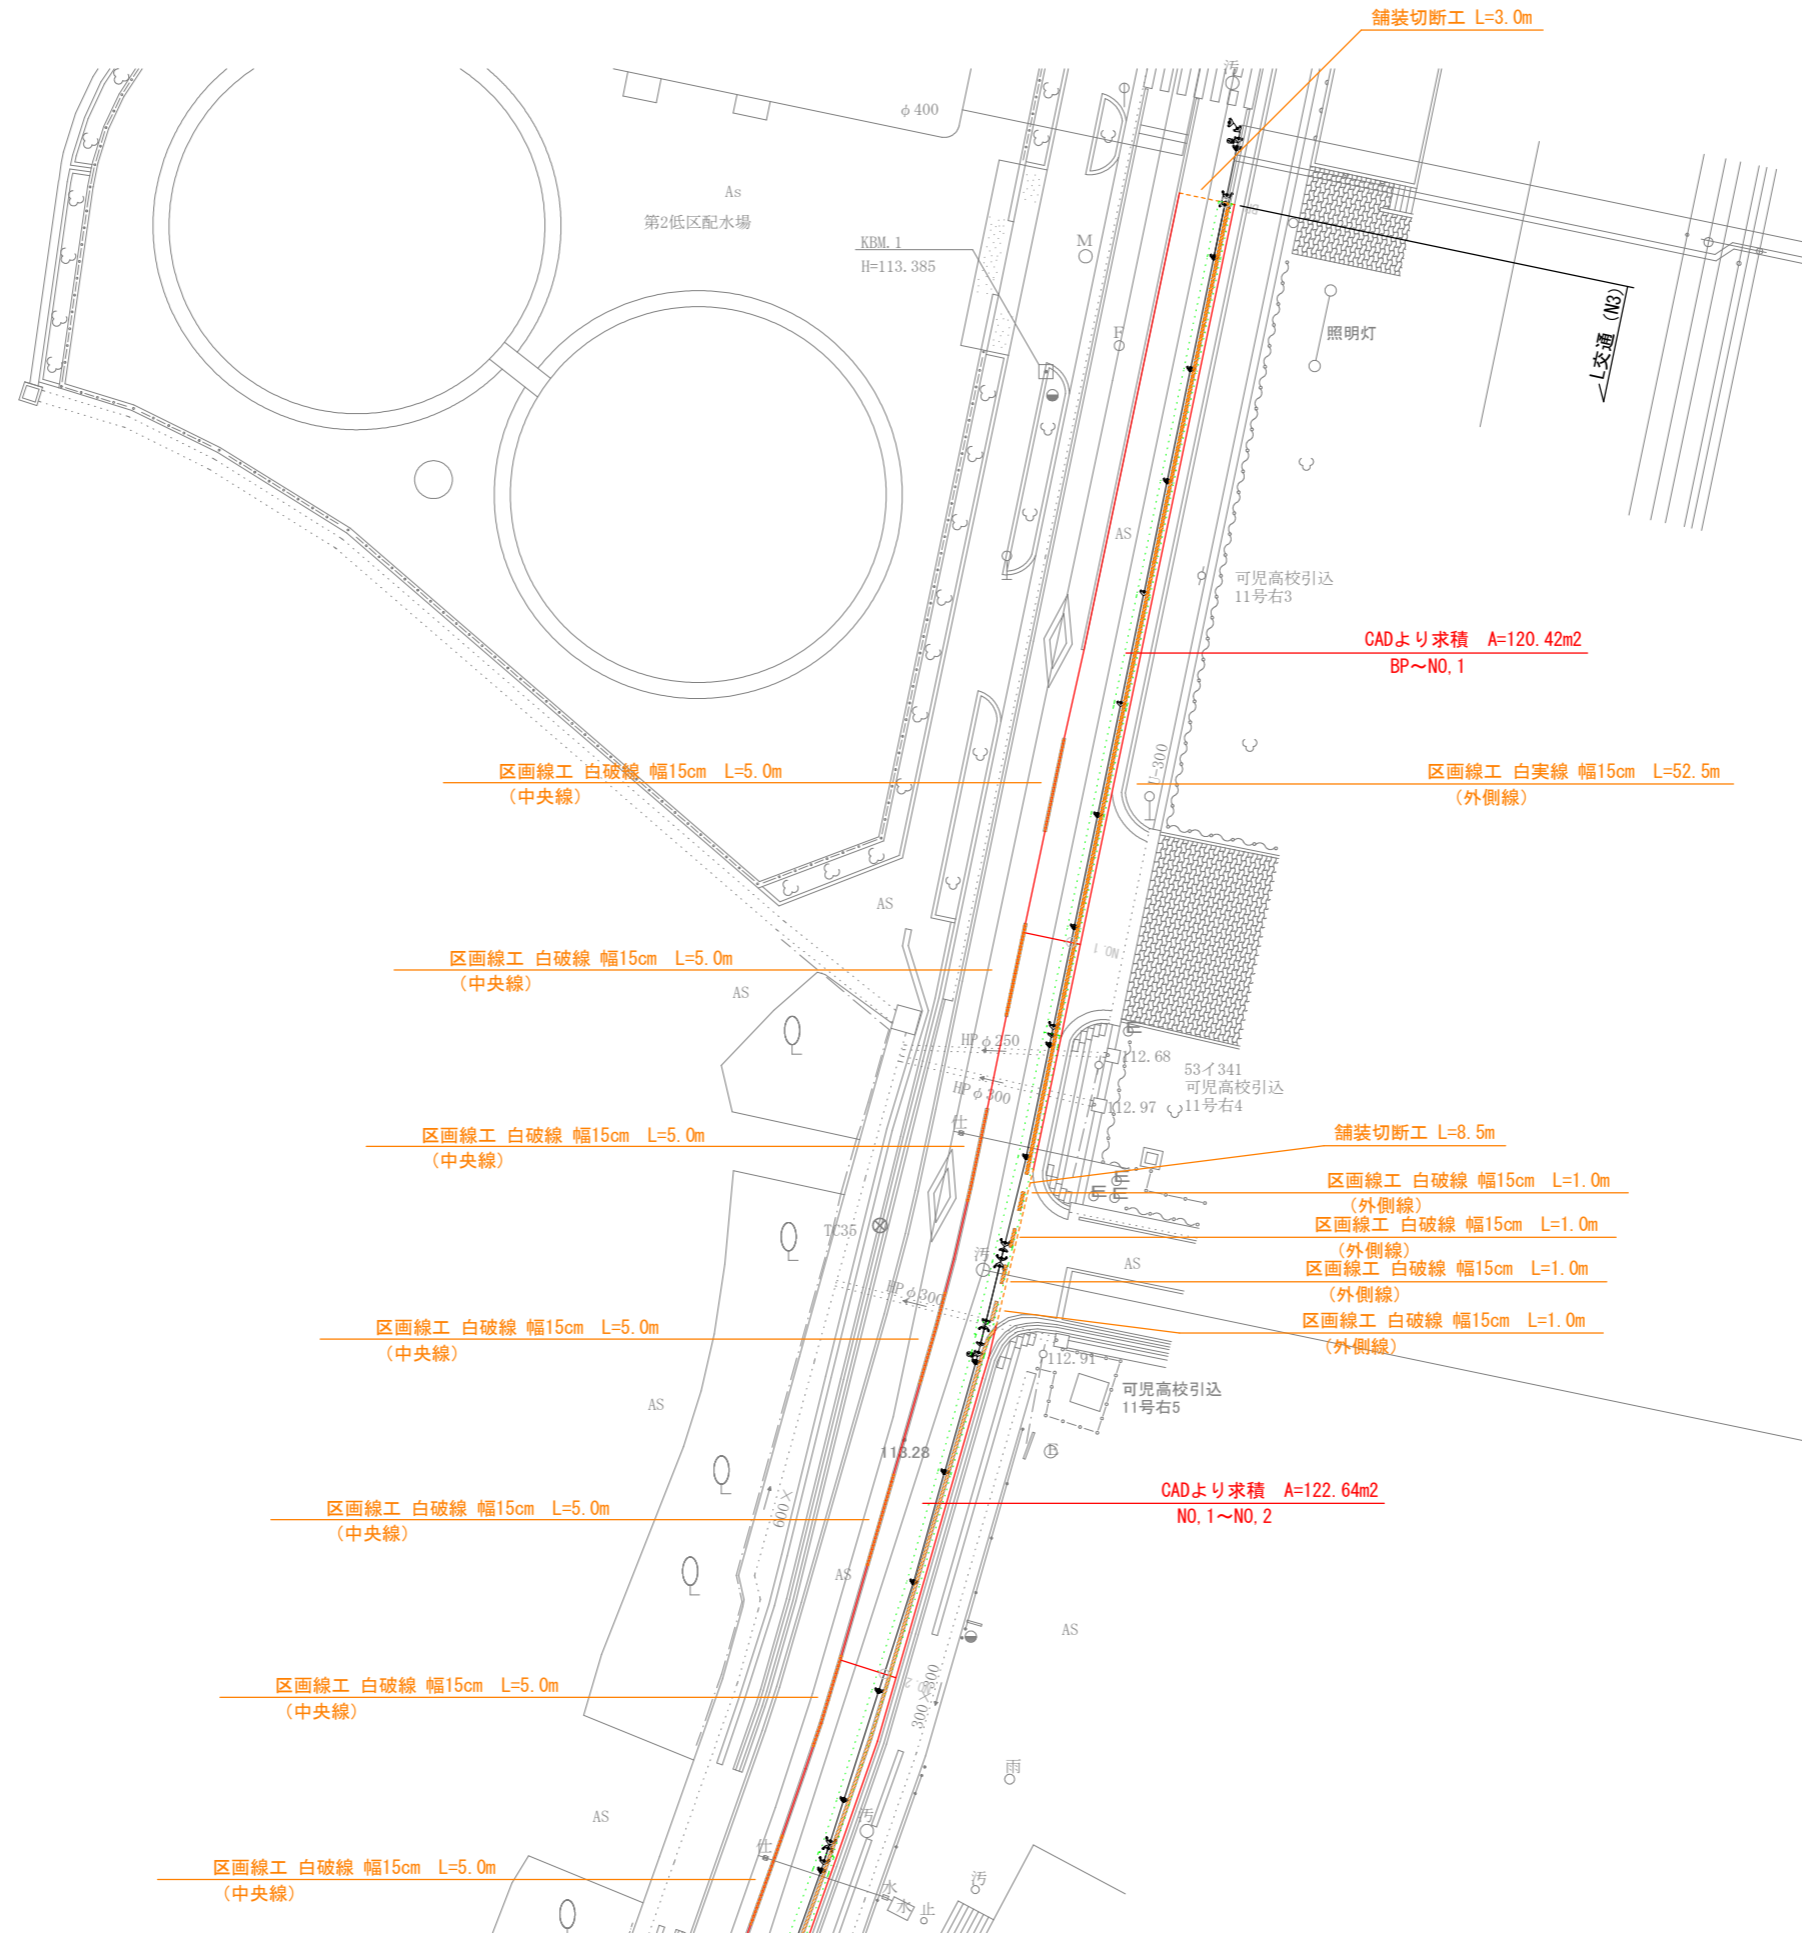 舗装切断工 L=3.0m
汚
φ400
As
第2低区配水場
KBM.1
H=113.385
M
F
照明灯
L交通 (N3)
AS
可児高校引込
11号右3
CADより求積 A=120.42m2
BP～NO,1
U-300
区画線工 白破線 幅15cm L=5.0m
(中央線)
区画線工 白実線 幅15cm L=52.5m
(外側線)
AS
NO.1
区画線工 白破線 幅15cm L=5.0m
(中央線)
AS
HPφ250
112.68
53イ341
可児高校引込
11号右4
HPφ300
112.97
仕
舗装切断工 L=8.5m
区画線工 白破線 幅15cm L=5.0m
(中央線)
区画線工 白破線 幅15cm L=1.0m
(外側線)
区画線工 白破線 幅15cm L=1.0m
(外側線)
TC35
汚
AS
区画線工 白破線 幅15cm L=1.0m
(外側線)
HPφ300
区画線工 白破線 幅15cm L=1.0m
(外側線)
区画線工 白破線 幅15cm L=5.0m
(中央線)
112.91
可児高校引込
11号右5
AS
E
113.28
CADより求積 A=122.64m2
NO,1～NO,2
区画線工 白破線 幅15cm L=5.0m
(中央線)
600×
AS
AS
区画線工 白破線 幅15cm L=5.0m
(中央線)
300×300
雨
AS
汚
仕
区画線工 白破線 幅15cm L=5.0m
(中央線)
汚
水
水
止